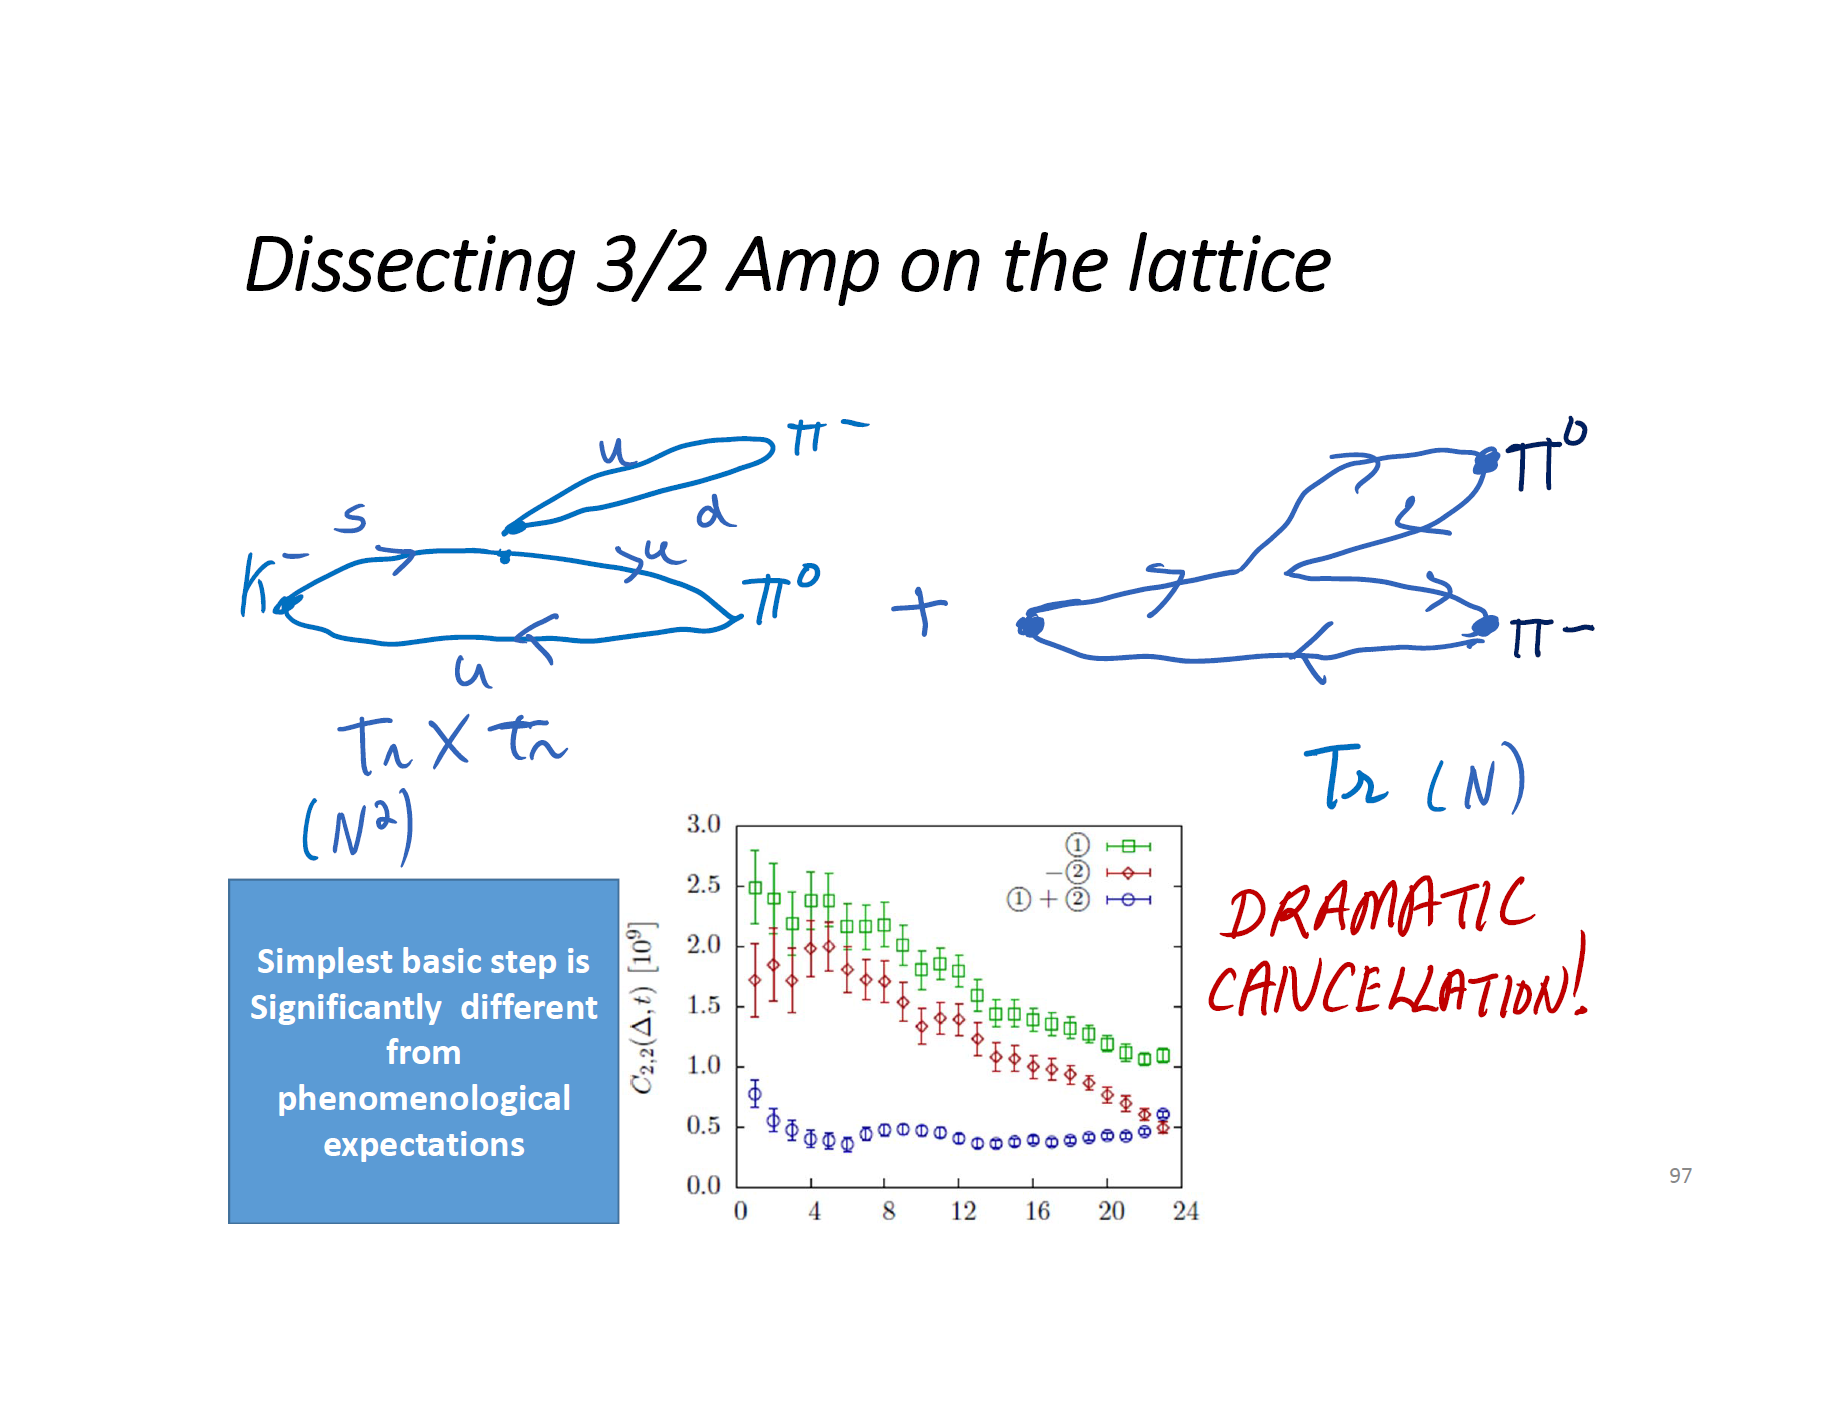 Dissecting 3/2 Amp on the lattice
u
π⁻
s
d
K⁻
u
π⁰
u
+
π⁰
π⁻
Tr X Tr
(N²)
Tr (N)
Simplest basic step is
Significantly different
from
phenomenological
expectations
C₂,₂(Δ, t) [10⁹]
3.0
2.5
2.0
1.5
1.0
0.5
0.0
0 4 8 12 16 20 24
①
−②
① + ②
DRAMATIC
CANCELLATION!
97